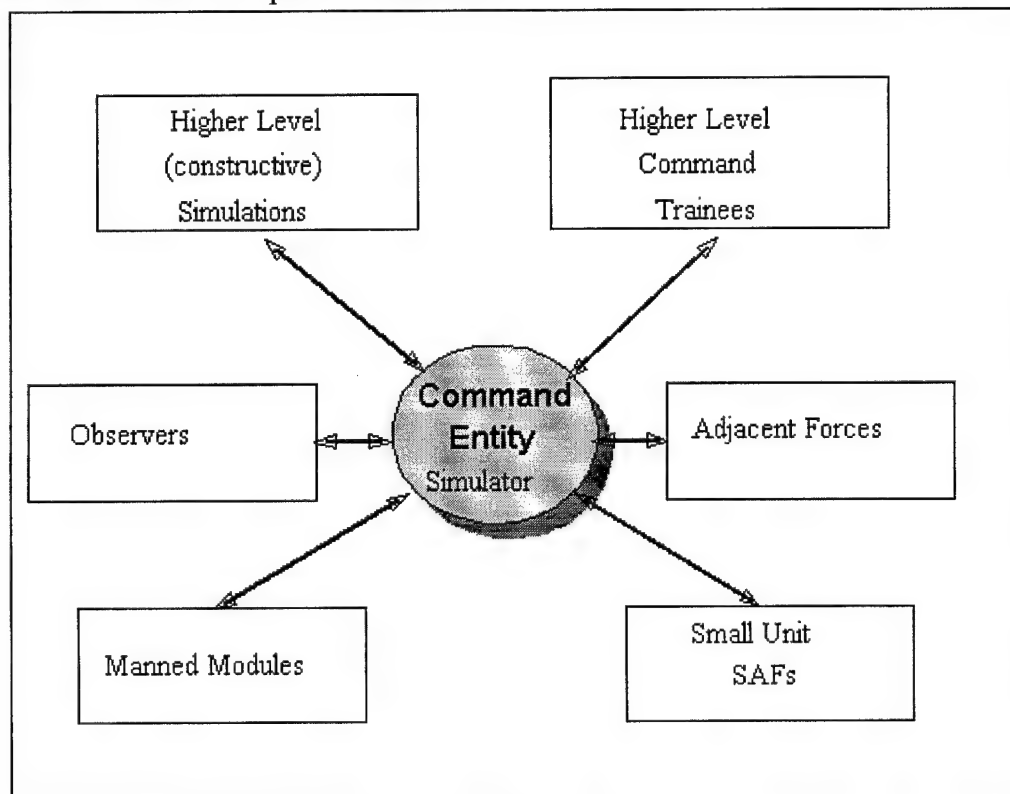 Higher Level
(constructive)
Simulations
Higher Level
Command
Trainees
Command
Entity
Simulator
Observers
Adjacent Forces
Manned Modules
Small Unit
SAFs